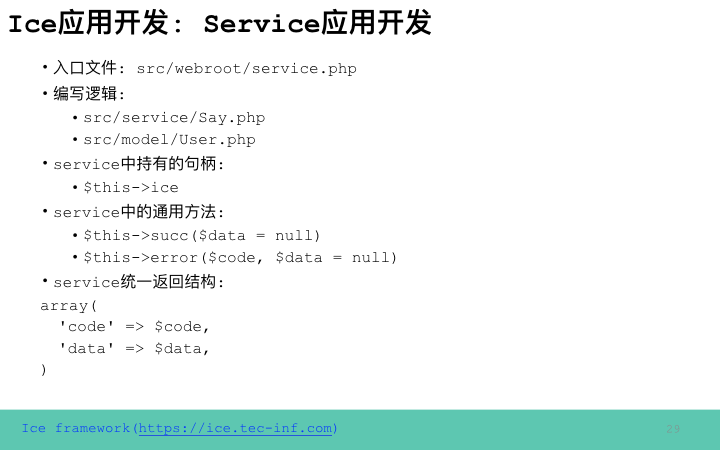 Ice应用开发: Service应用开发
• 入口文件: src/webroot/service.php
• 编写逻辑:
• src/service/Say.php
• src/model/User.php
• service中持有的句柄:
• $this->ice
• service中的通用方法:
• $this->succ($data = null)
• $this->error($code, $data = null)
• service统一返回结构:
array(
  'code' => $code,
  'data' => $data,
)
Ice framework(https://ice.tec-inf.com)
29